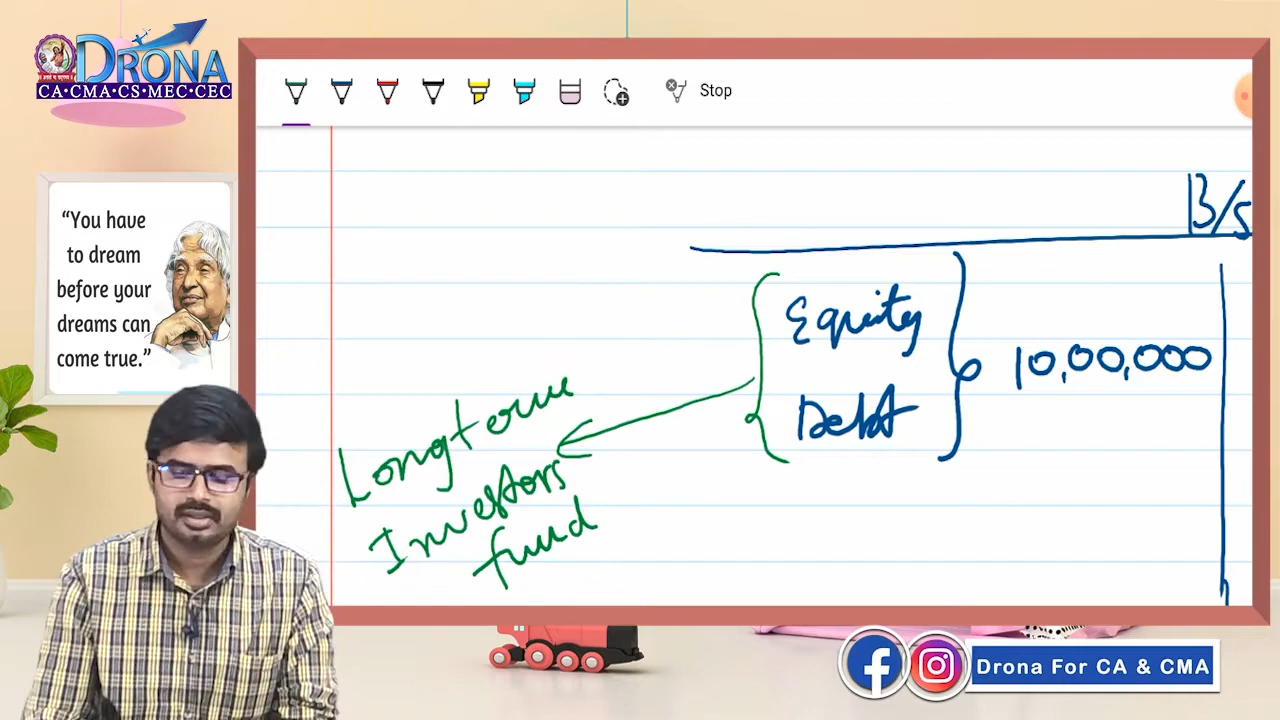 DRONA
CA•CMA•CS•MEC•CEC
Stop
“You have
to dream
before your
dreams can
come true.”
B/S
Equity
Debt
10,00,000
Longterm
Investors
fund
Drona For CA & CMA